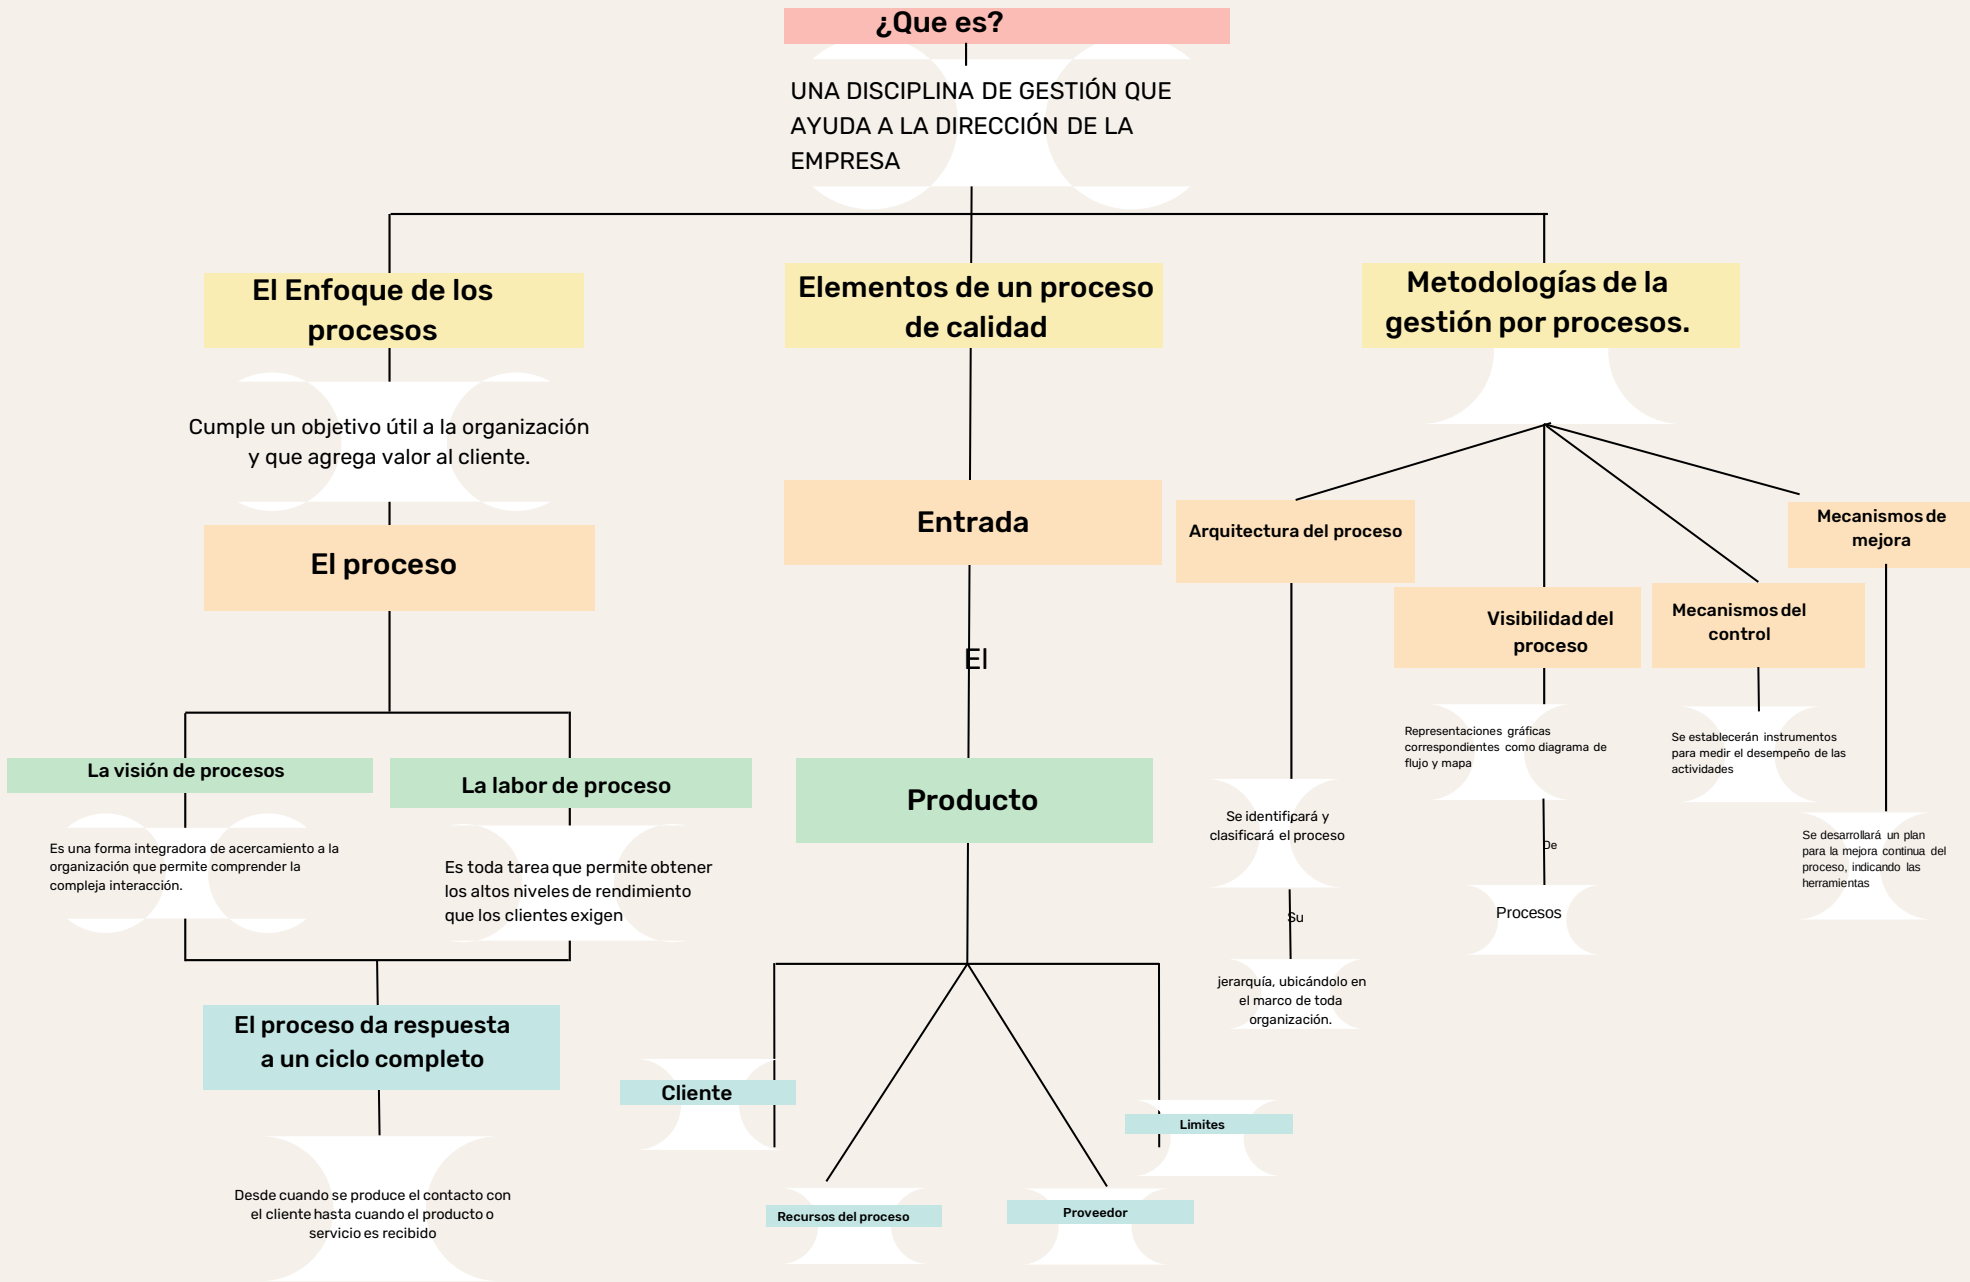 ¿Que es?
UNA DISCIPLINA DE GESTIÓN QUE
AYUDA A LA DIRECCIÓN DE LA
EMPRESA
El Enfoque de los
procesos
Cumple un objetivo útil a la organización
y que agrega valor al cliente.
El proceso
La visión de procesos
Es una forma integradora de acercamiento a la
organización que permite comprender la
compleja interacción.
La labor de proceso
Es toda tarea que permite obtener
los altos niveles de rendimiento
que los clientes exigen
El proceso da respuesta
a un ciclo completo
Desde cuando se produce el contacto con
el cliente hasta cuando el producto o
servicio es recibido
Elementos de un proceso
de calidad
Entrada
El
Producto
Cliente
Recursos del proceso
Proveedor
Limites
Metodologías de la
gestión por procesos.
Arquitectura del proceso
Se identificará y
clasificará el proceso
Su
jerarquía, ubicándolo en
el marco de toda
organización.
Visibilidad del
proceso
Representaciones gráficas
correspondientes como diagrama de
flujo y mapa
De
Procesos
Mecanismos del
control
Se establecerán instrumentos
para medir el desempeño de las
actividades
Mecanismos de
mejora
Se desarrollará un plan
para la mejora continua del
proceso, indicando las
herramientas